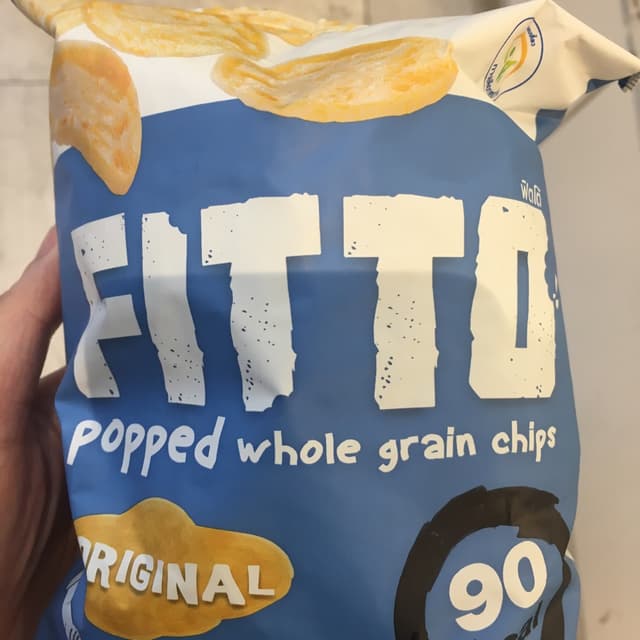 ฟิตโต้
FITTO
popped whole grain chips
ORIGINAL
90